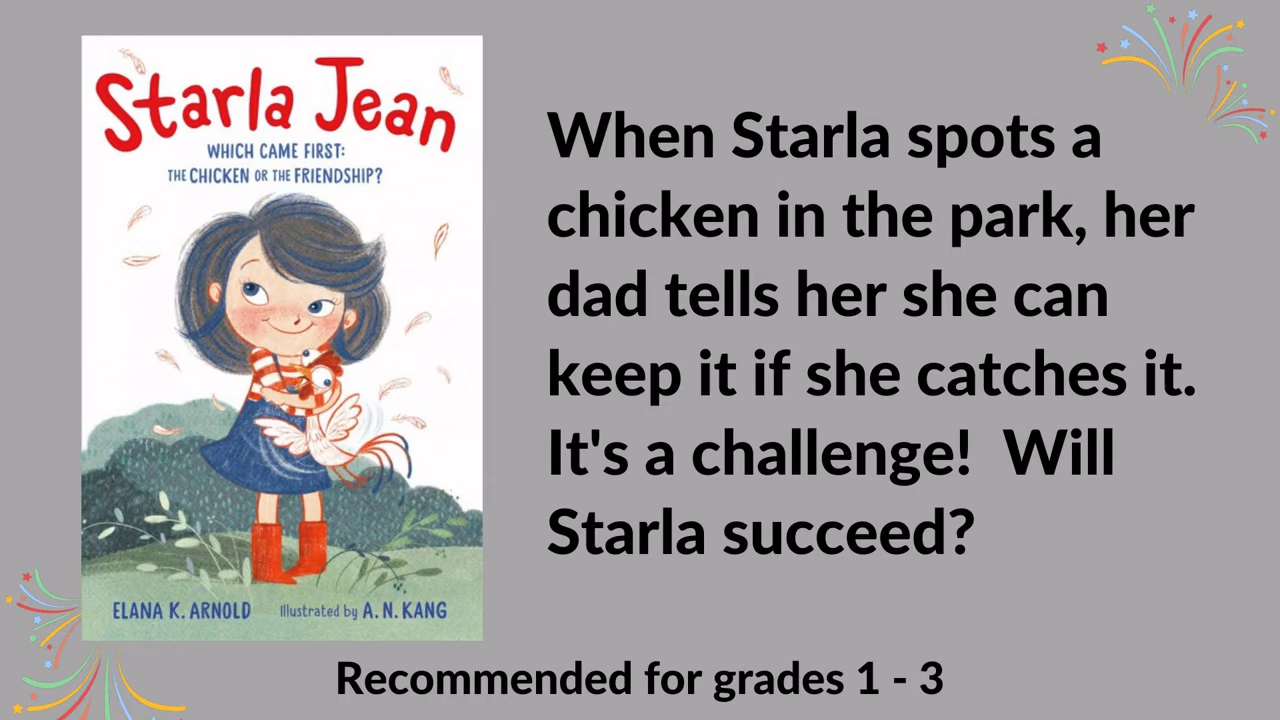 Starla Jean
WHICH CAME FIRST:
THE CHICKEN OR THE FRIENDSHIP?
ELANA K. ARNOLD Illustrated by A. N. KANG
When Starla spots a
chicken in the park, her
dad tells her she can
keep it if she catches it.
It's a challenge!  Will
Starla succeed?
Recommended for grades 1 - 3